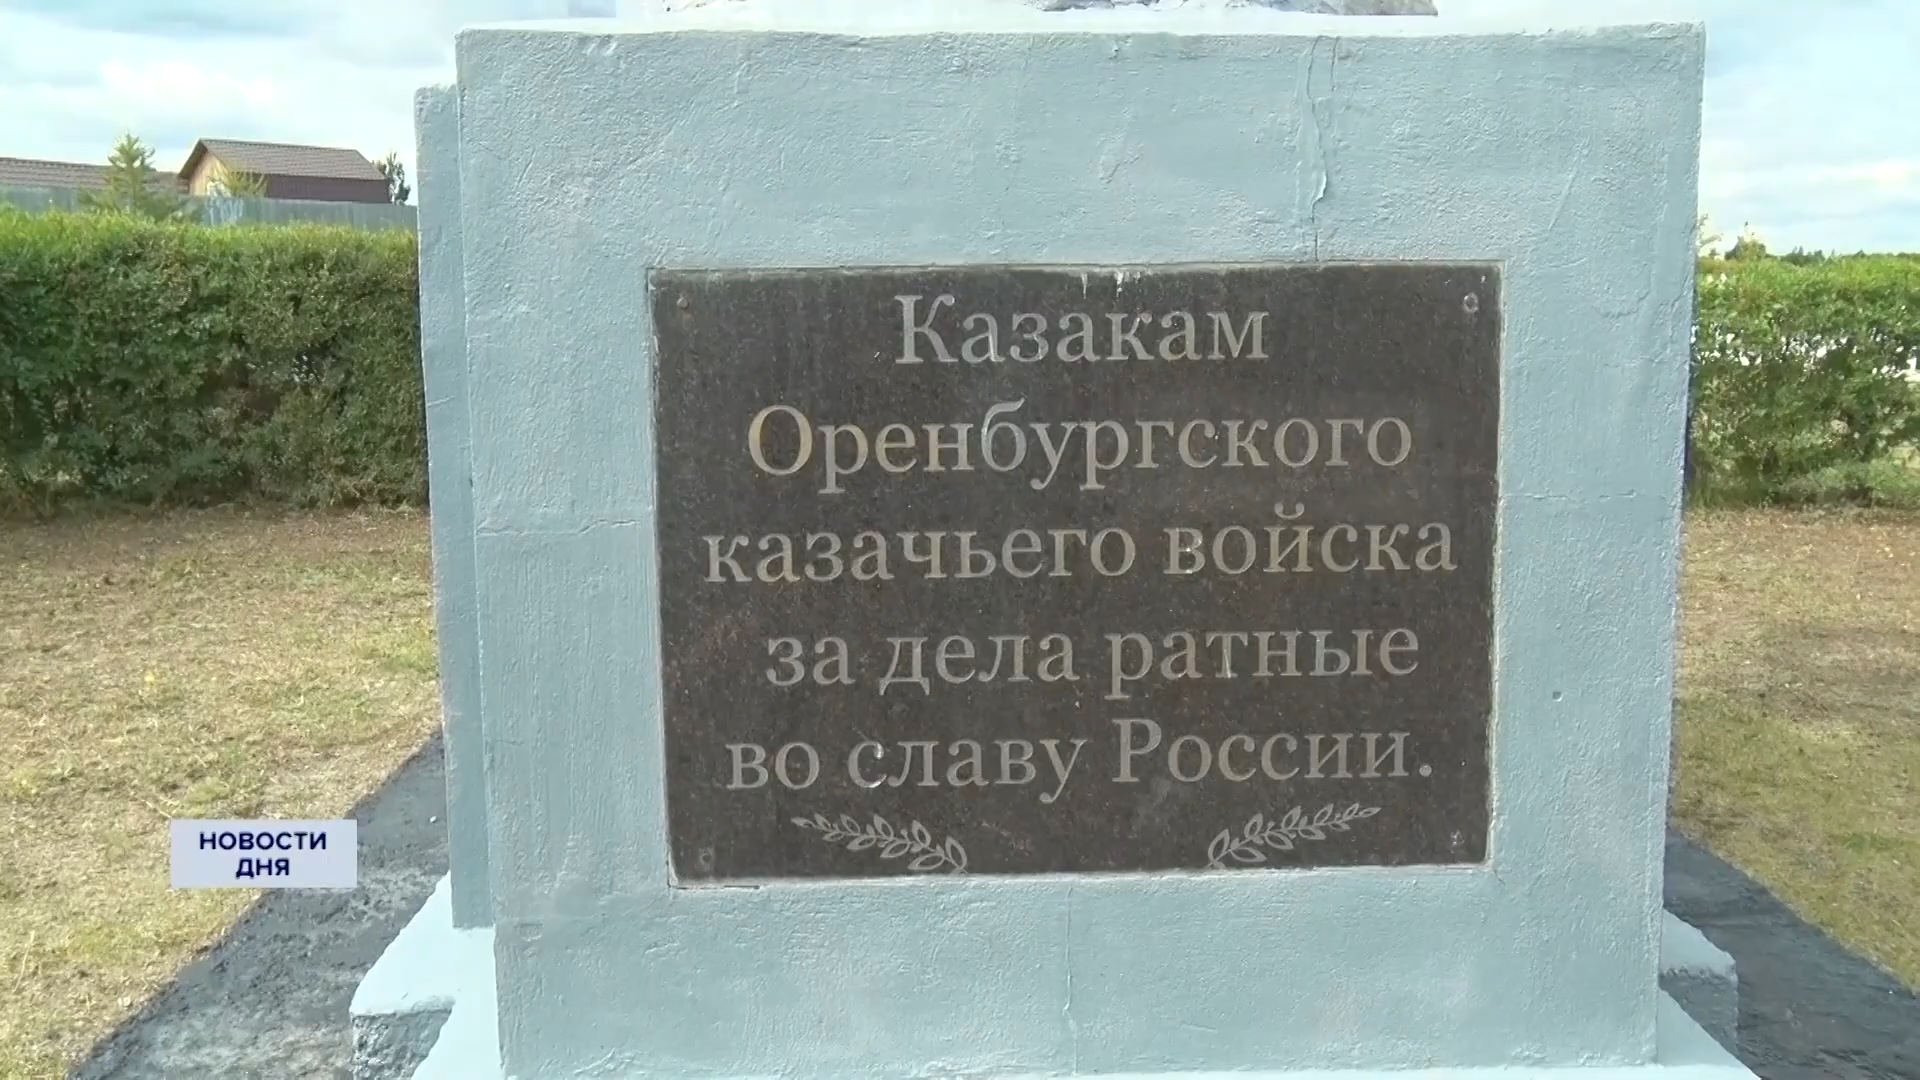 Казакам
Оренбургского
казачьего войска
за дела ратные
во славу России.
НОВОСТИ
ДНЯ